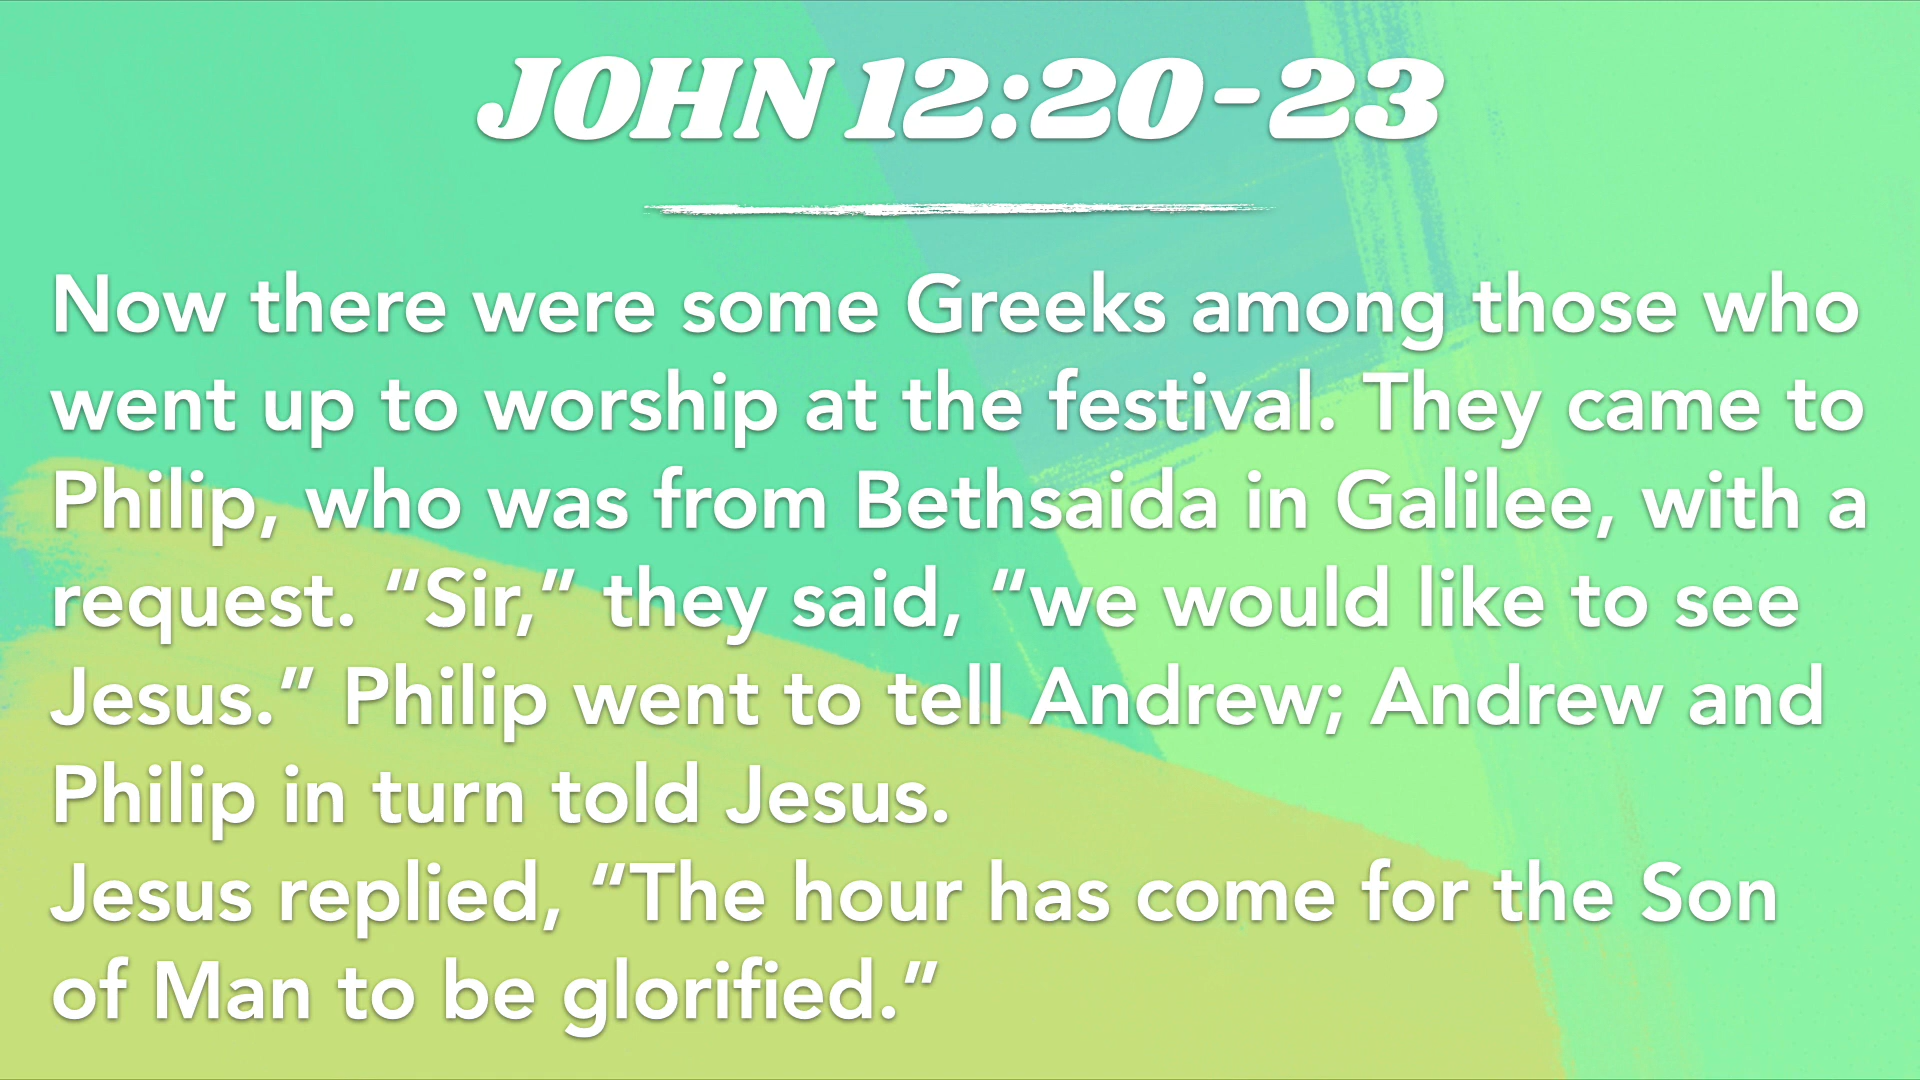 JOHN 12:20-23
Now there were some Greeks among those who
went up to worship at the festival. They came to
Philip, who was from Bethsaida in Galilee, with a
request. “Sir,” they said, “we would like to see
Jesus.” Philip went to tell Andrew; Andrew and
Philip in turn told Jesus.
Jesus replied, “The hour has come for the Son
of Man to be glorified.”